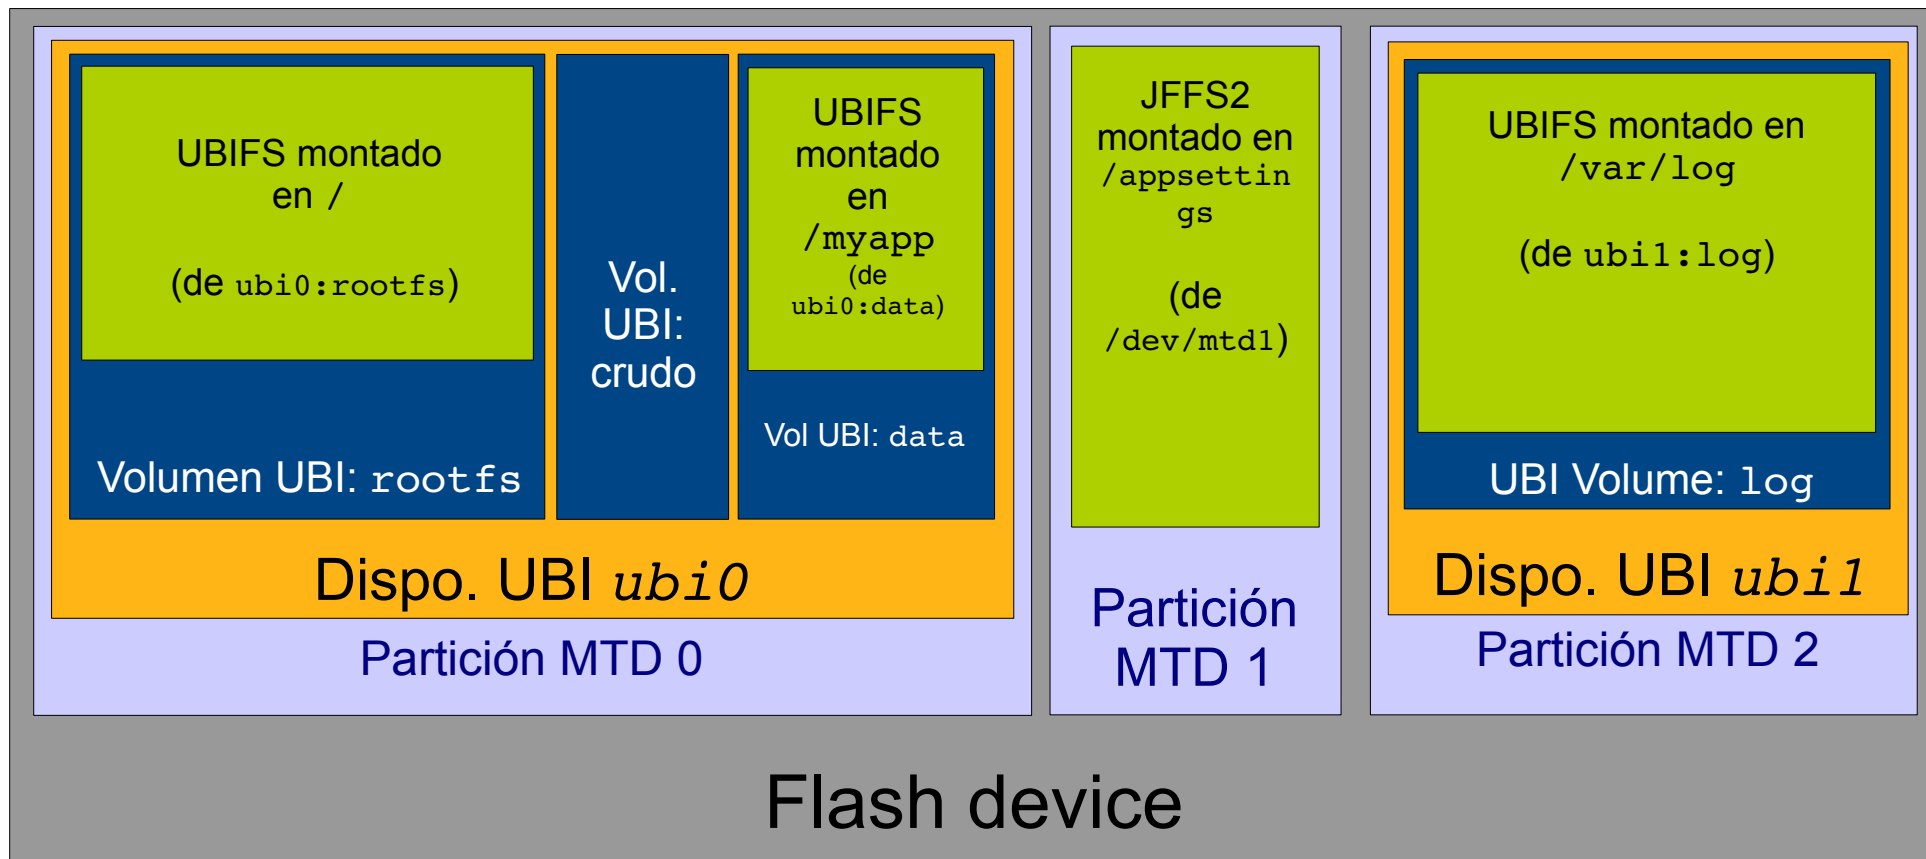 UBIFS montado
en /
(de ubi0:rootfs)
Volumen UBI: rootfs
Vol.
UBI:
crudo
UBIFS
montado
en
/myapp
(de
ubi0:data)
Vol UBI: data
Dispo. UBI ubi0
Partición MTD 0
JFFS2
montado en
/appsettin
gs
(de
/dev/mtd1)
Partición
MTD 1
UBIFS montado en
/var/log
(de ubi1:log)
UBI Volume: log
Dispo. UBI ubi1
Partición MTD 2
Flash device